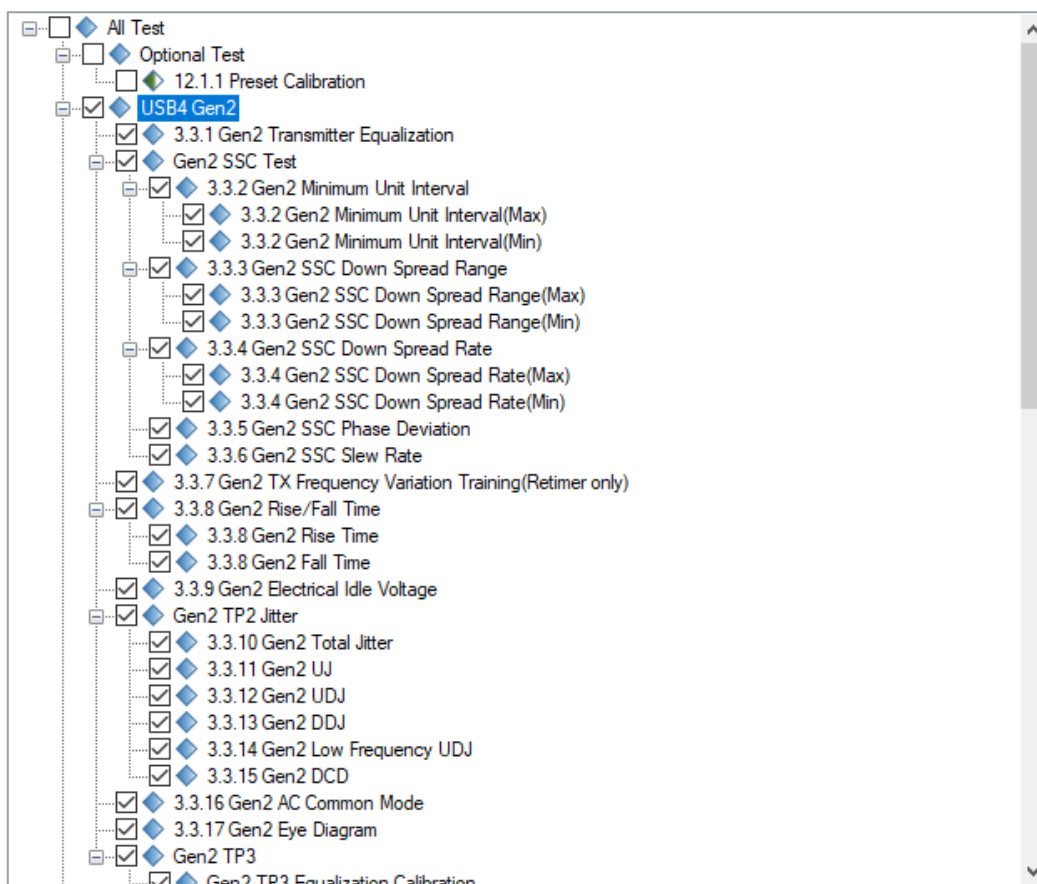 All Test
Optional Test
12.1.1 Preset Calibration
USB4 Gen2
3.3.1 Gen2 Transmitter Equalization
Gen2 SSC Test
3.3.2 Gen2 Minimum Unit Interval
3.3.2 Gen2 Minimum Unit Interval(Max)
3.3.2 Gen2 Minimum Unit Interval(Min)
3.3.3 Gen2 SSC Down Spread Range
3.3.3 Gen2 SSC Down Spread Range(Max)
3.3.3 Gen2 SSC Down Spread Range(Min)
3.3.4 Gen2 SSC Down Spread Rate
3.3.4 Gen2 SSC Down Spread Rate(Max)
3.3.4 Gen2 SSC Down Spread Rate(Min)
3.3.5 Gen2 SSC Phase Deviation
3.3.6 Gen2 SSC Slew Rate
3.3.7 Gen2 TX Frequency Variation Training(Retimer only)
3.3.8 Gen2 Rise/Fall Time
3.3.8 Gen2 Rise Time
3.3.8 Gen2 Fall Time
3.3.9 Gen2 Electrical Idle Voltage
Gen2 TP2 Jitter
3.3.10 Gen2 Total Jitter
3.3.11 Gen2 UJ
3.3.12 Gen2 UDJ
3.3.13 Gen2 DDJ
3.3.14 Gen2 Low Frequency UDJ
3.3.15 Gen2 DCD
3.3.16 Gen2 AC Common Mode
3.3.17 Gen2 Eye Diagram
Gen2 TP3
Gen2 TP3 Equalization Calibration